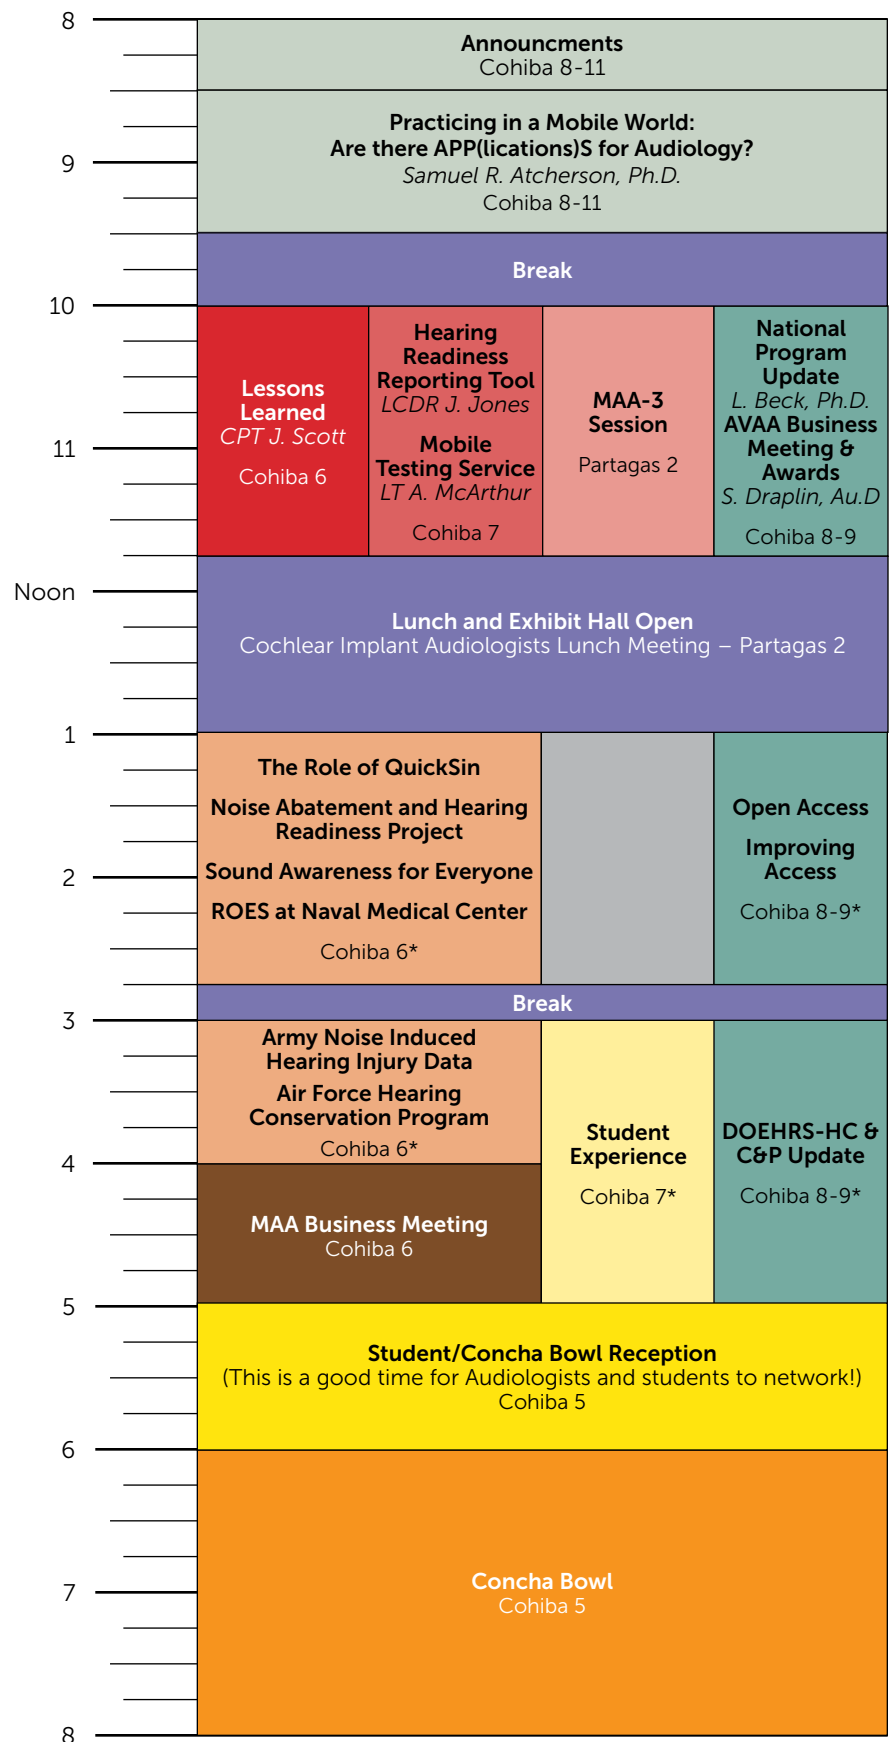 8
Announcments
Cohiba 8-11
Practicing in a Mobile World:
Are there APP(lications)S for Audiology?
Samuel R. Atcherson, Ph.D.
Cohiba 8-11
9
Break
10
Lessons
Learned
CPT J. Scott
Cohiba 6
Hearing
Readiness
Reporting Tool
LCDR J. Jones
Mobile
Testing Service
LT A. McArthur
Cohiba 7
MAA-3
Session
Partagas 2
National
Program
Update
L. Beck, Ph.D.
AVAA Business
Meeting &
Awards
S. Draplin, Au.D
Cohiba 8-9
11
Noon
Lunch and Exhibit Hall Open
Cochlear Implant Audiologists Lunch Meeting – Partagas 2
1
The Role of QuickSin
Noise Abatement and Hearing
Readiness Project
Sound Awareness for Everyone
ROES at Naval Medical Center
Cohiba 6*
Open Access
Improving
Access
Cohiba 8-9*
2
Break
3
Army Noise Induced
Hearing Injury Data
Air Force Hearing
Conservation Program
Cohiba 6*
Student
Experience
Cohiba 7*
DOEHRS-HC &
C&P Update
Cohiba 8-9*
4
MAA Business Meeting
Cohiba 6
5
Student/Concha Bowl Reception
(This is a good time for Audiologists and students to network!)
Cohiba 5
6
Concha Bowl
Cohiba 5
7
8